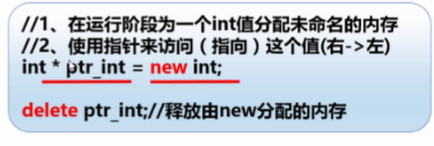 //1、在运行阶段为一个int值分配未命名的内存
//2、使用指针来访问（指向）这个值(右->左)
int * ptr_int = new int;
delete ptr_int;//释放由new分配的内存